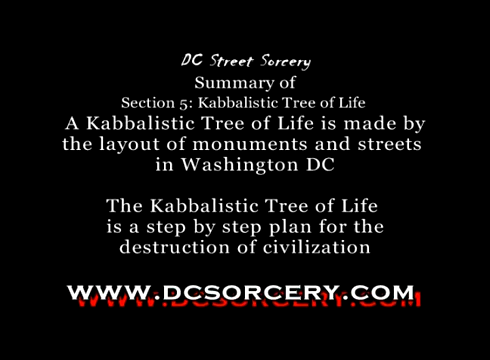 DC Street Sorcery
Summary of
Section 5: Kabbalistic Tree of Life
A Kabbalistic Tree of Life is made by
the layout of monuments and streets
in Washington DC
The Kabbalistic Tree of Life
is a step by step plan for the
destruction of civilization
WWW.DCSORCERY.COM